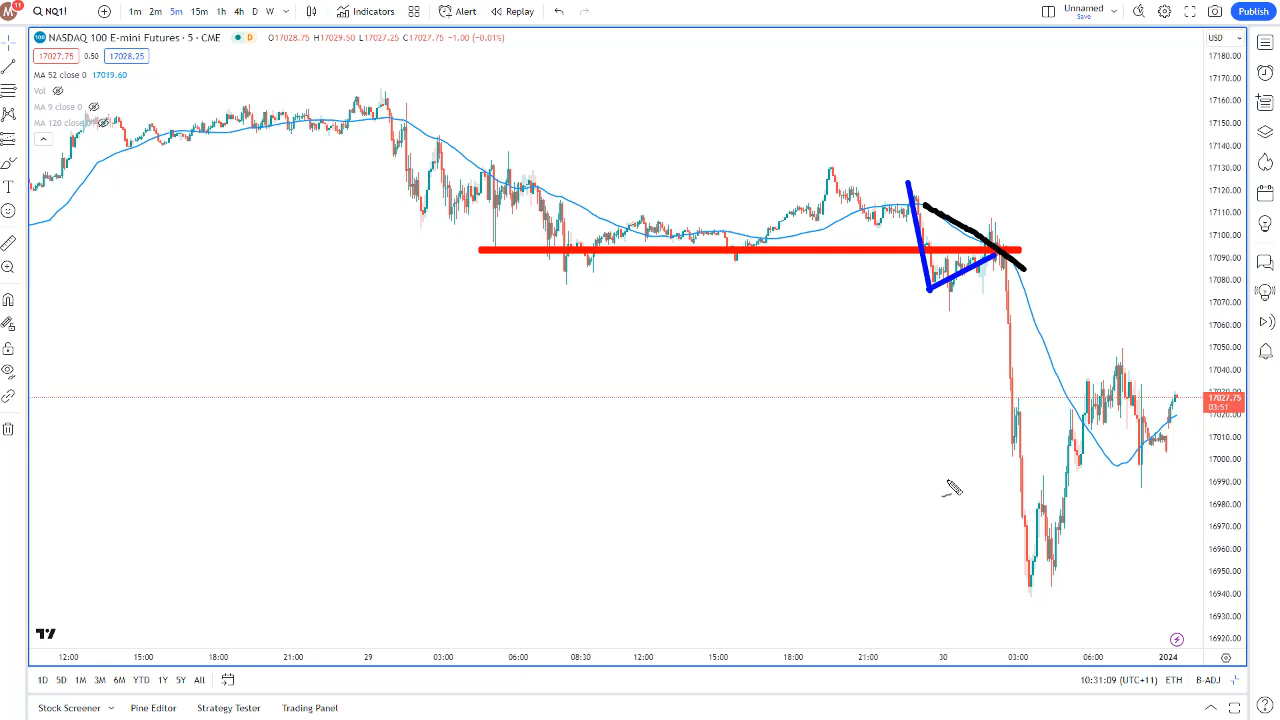 M 11 NQ1! 1m 2m 5m 15m 1h 4h D W Indicators Alert Replay Unnamed Save Publish
100 NASDAQ 100 E-mini Futures · 5 · CME D O17028.75 H17029.50 L17027.25 C17027.75 −1.00 (−0.01%) USD
17027.75 0.50 17028.25
MA 52 close 0 17019.60
Vol
MA 9 close 0
MA 120 close 0
17180.00
17170.00
17160.00
17150.00
17140.00
17130.00
17120.00
17110.00
17100.00
17090.00
17080.00
17070.00
17060.00
17050.00
17040.00
17030.00
17027.75
03:51
17020.00
17010.00
17000.00
16990.00
16980.00
16970.00
16960.00
16950.00
16940.00
16930.00
16920.00
12:00 15:00 18:00 21:00 29 03:00 06:00 08:30 12:00 15:00 18:00 21:00 30 03:00 06:00 2024
1D 5D 1M 3M 6M YTD 1Y 5Y All 10:31:09 (UTC+11) ETH B-ADJ
Stock Screener Pine Editor Strategy Tester Trading Panel